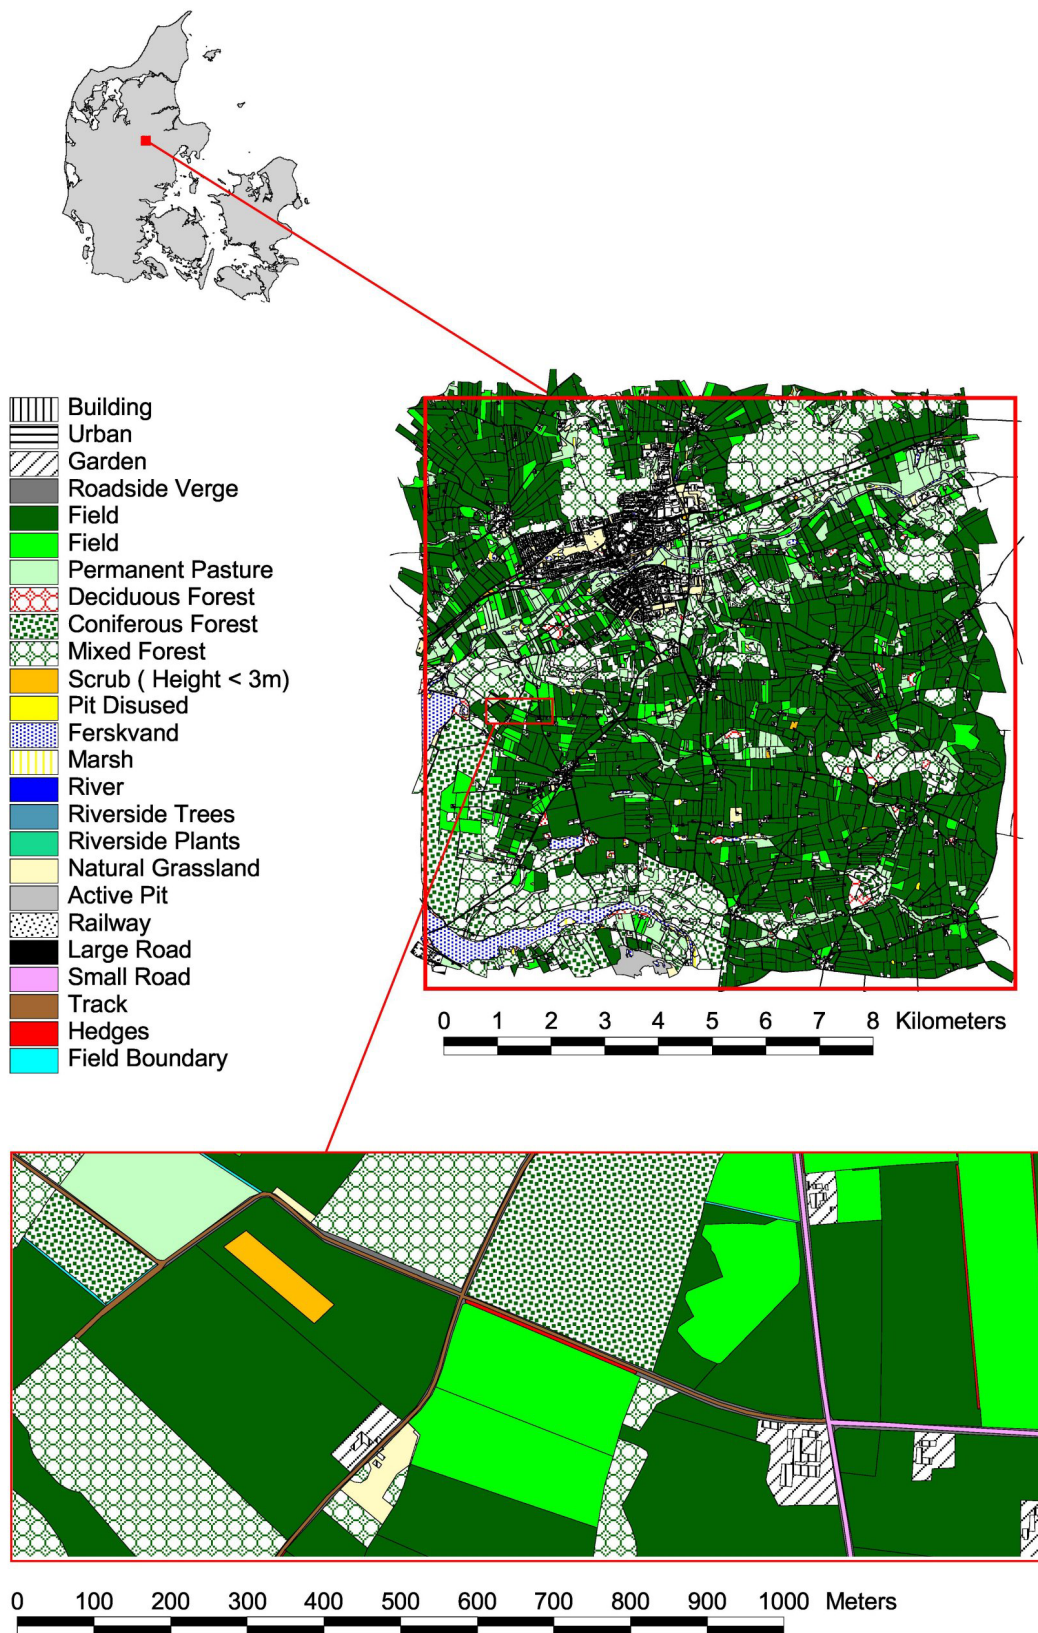 Building
Urban
Garden
Roadside Verge
Field
Field
Permanent Pasture
Deciduous Forest
Coniferous Forest
Mixed Forest
Scrub ( Height < 3m)
Pit Disused
Ferskvand
Marsh
River
Riverside Trees
Riverside Plants
Natural Grassland
Active Pit
Railway
Large Road
Small Road
Track
Hedges
Field Boundary
0 1 2 3 4 5 6 7 8 Kilometers
0 100 200 300 400 500 600 700 800 900 1000 Meters